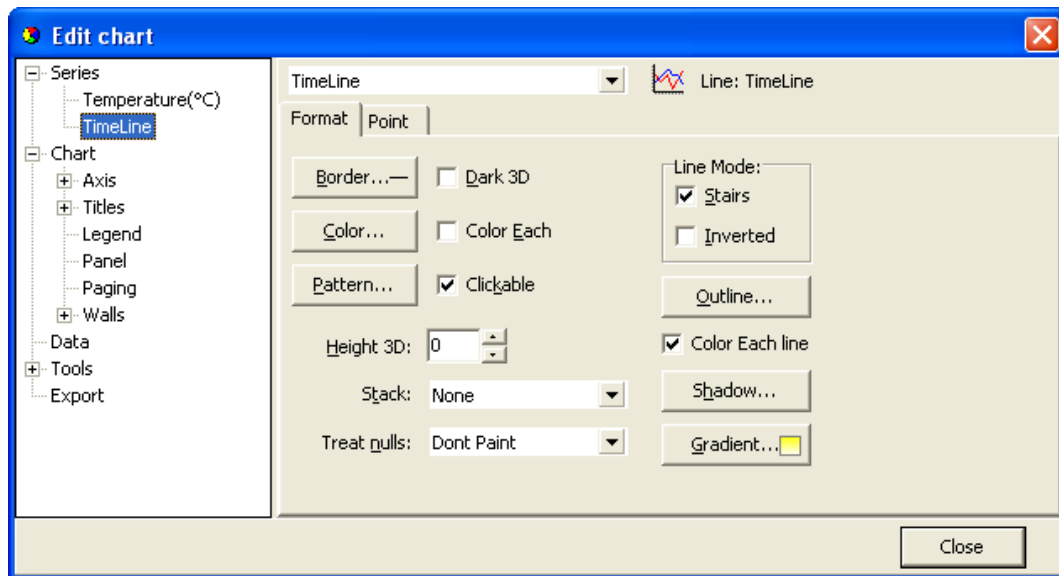 Edit chart
Series
Temperature(°C)
TimeLine
Chart
Axis
Titles
Legend
Panel
Paging
Walls
Data
Tools
Export
TimeLine
Line: TimeLine
Format
Point
Border...
Dark 3D
Color...
Color Each
Pattern...
Clickable
Height 3D: 0
Stack: None
Treat nulls: Dont Paint
Line Mode:
Stairs
Inverted
Outline...
Color Each line
Shadow...
Gradient...
Close